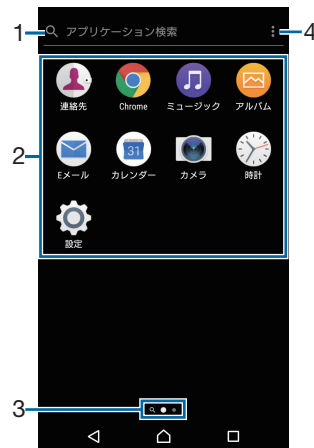 1 アプリケーション検索 4
連絡先 Chrome ミュージック アルバム
2
31
Eメール カレンダー カメラ 時計
設定
3